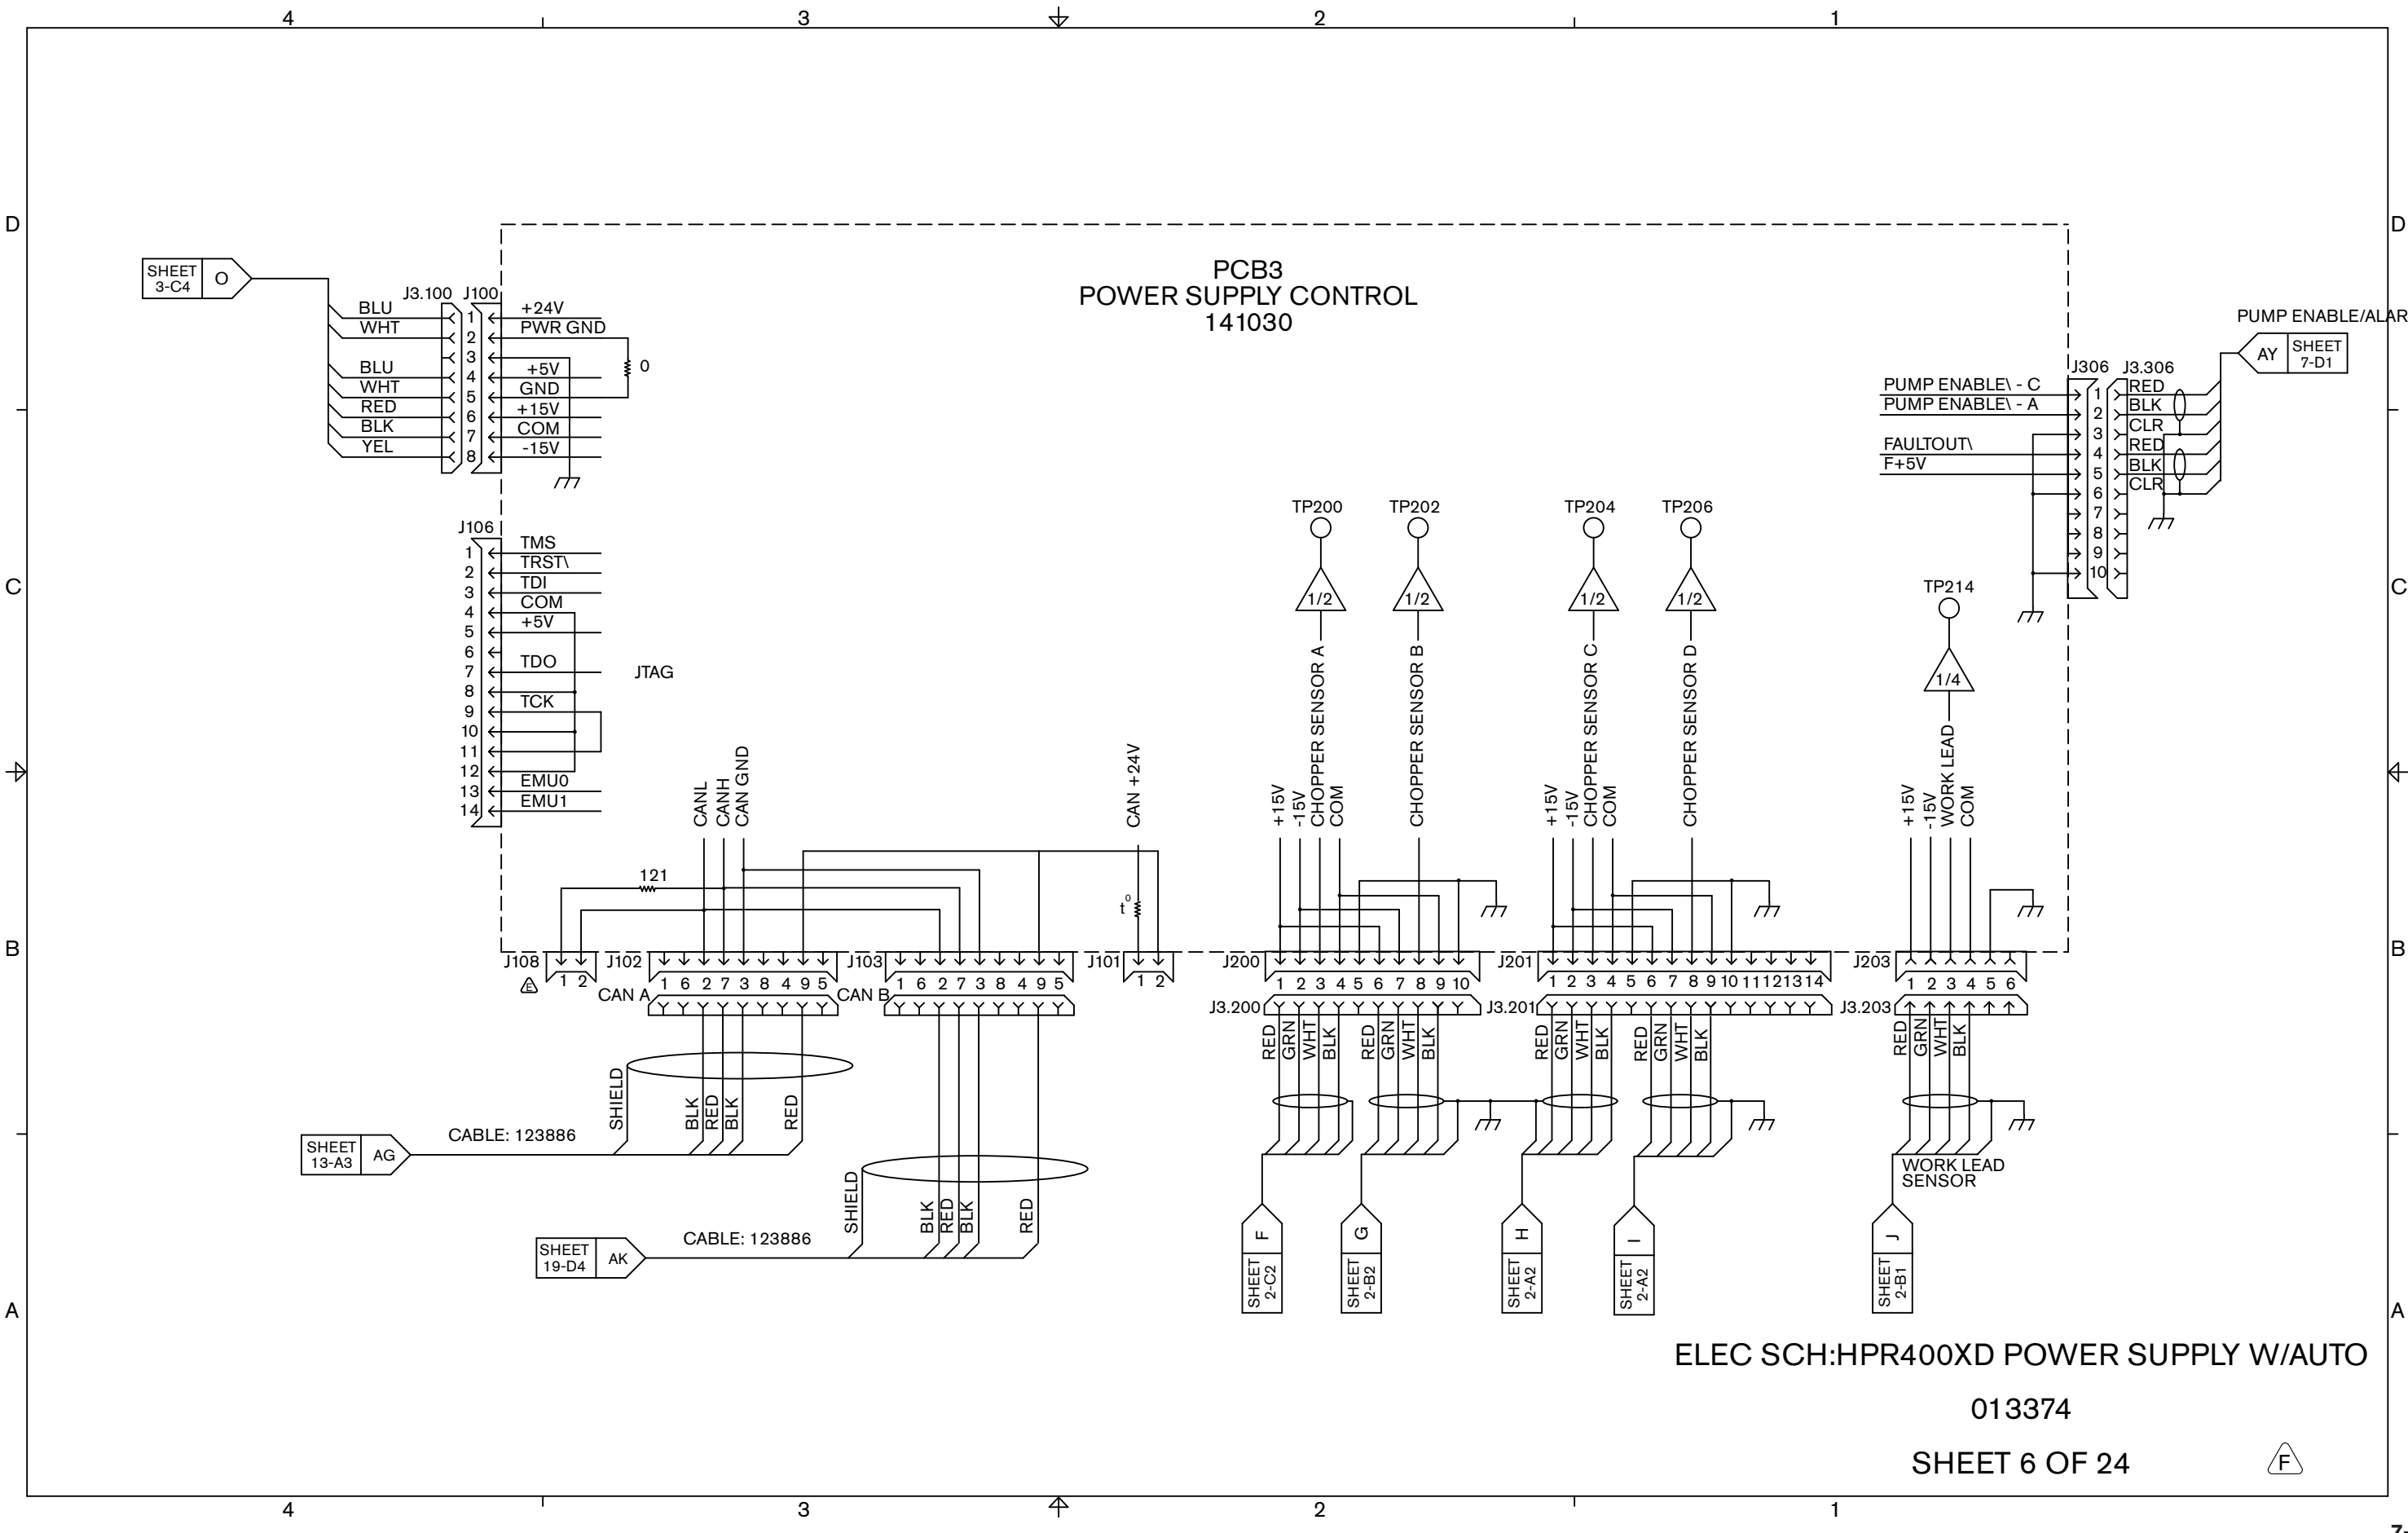 4 3 2 1
D
D
PCB3
POWER SUPPLY CONTROL
141030
SHEET
3-C4
O
J3.100 J100
BLU 1 +24V
WHT 2 PWR GND
3
BLU 4 +5V
WHT 5 GND
RED 6 +15V
BLK 7 COM
YEL 8 -15V
0
PUMP ENABLE/ALAR
AY
SHEET
7-D1
J306 J3.306
PUMP ENABLE\ - C 1 RED
PUMP ENABLE\ - A 2 BLK
3 CLR
FAULTOUT\ 4 RED
F+5V 5 BLK
6 CLR
7
8
9
10
J106
1 TMS
2 TRST\
3 TDI
4 COM
5 +5V
6
7 TDO
8
9 TCK
10
11
12
13 EMU0
14 EMU1
JTAG
C
C
TP200 TP202 TP204 TP206
1/2 1/2 1/2 1/2
TP214
1/4
CANL
CANH
CAN GND
CAN +24V
+15V
-15V
CHOPPER SENSOR A
COM
CHOPPER SENSOR B
+15V
-15V
CHOPPER SENSOR C
COM
CHOPPER SENSOR D
+15V
-15V
WORK LEAD
COM
121
t°
B
B
J108 1 2
E
J102 1 6 2 7 3 8 4 9 5
CAN A
J103 1 6 2 7 3 8 4 9 5
CAN B
J101 1 2
J200 1 2 3 4 5 6 7 8 9 10
J3.200
J201 1 2 3 4 5 6 7 8 9 10 11 12 13 14
J3.201
J203 1 2 3 4 5 6
J3.203
RED GRN WHT BLK RED GRN WHT BLK
RED GRN WHT BLK RED GRN WHT BLK
RED GRN WHT BLK
SHIELD BLK RED BLK RED
SHEET
13-A3
AG
CABLE: 123886
SHIELD BLK RED BLK RED
SHEET
19-D4
AK
CABLE: 123886
WORK LEAD
SENSOR
F
SHEET
2-C2
G
SHEET
2-B2
H
SHEET
2-A2
I
SHEET
2-A2
J
SHEET
2-B1
A
A
ELEC SCH:HPR400XD POWER SUPPLY W/AUTO
013374
SHEET 6 OF 24
F
4 3 2 1